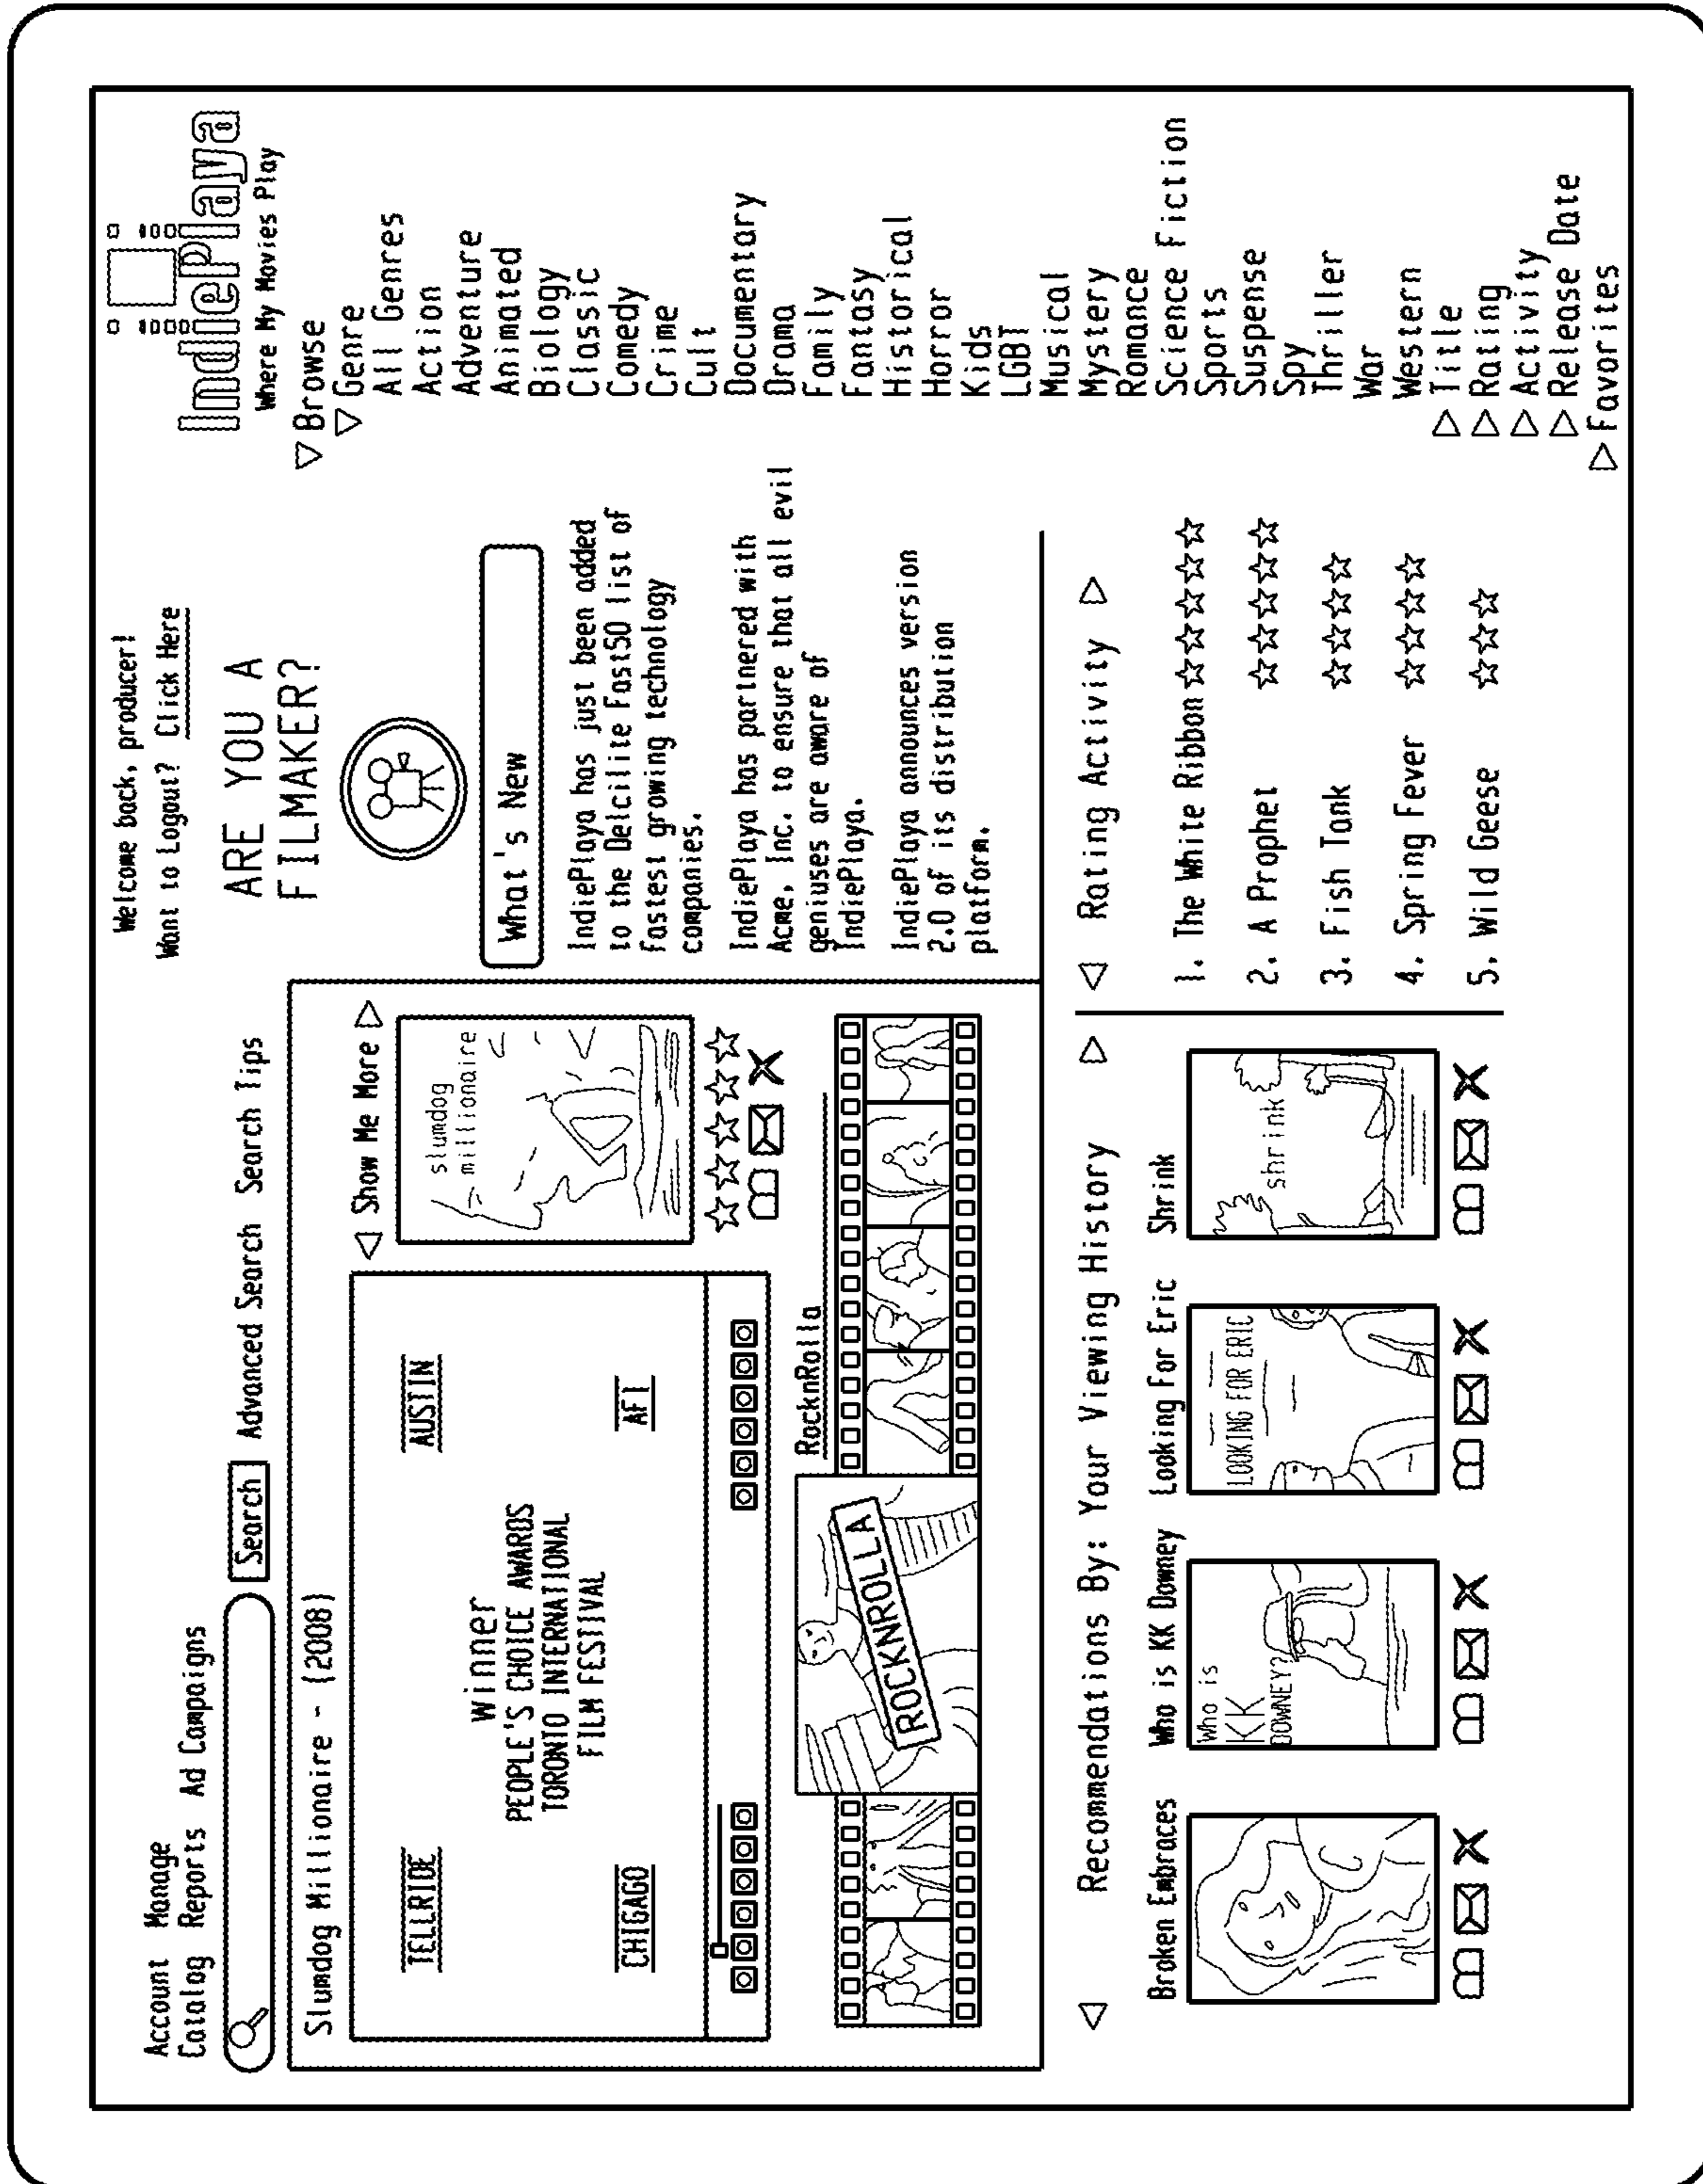 Account Manage
Catalog Reports Ad Campaigns
Search Advanced Search Search Tips
Welcome back, producer!
Want to Logout? Click Here
IndiePlaya
Where My Movies Play
Slumdog Millionaire - (2008)
TELLRIDE
AUSTIN
Winner
PEOPLE'S CHOICE AWARDS
TORONTO INTERNATIONAL
FILM FESTIVAL
CHIGAGO
AFI
Show Me More
slumdog
millionaire
RocknRolla
ROCKNROLLA
ARE YOU A
FILMAKER?
What's New
IndiePlaya has just been added
to the Delcilite Fast50 list of
fastest growing technology
companies.
IndiePlaya has partnered with
Acme, Inc. to ensure that all evil
geniuses are aware of
IndiePlaya.
IndiePlaya announces version
2.0 of its distribution
platform.
Recommendations By: Your Viewing History
Broken Embraces
Who is KK Downey
Looking For Eric
Shrink
Who is
KK
DOWNEY?
LOOKING FOR ERIC
shrink
Rating Activity
1. The White Ribbon
2. A Prophet
3. Fish Tank
4. Spring Fever
5. Wild Geese
Browse
Genre
All Genres
Action
Adventure
Animated
Biology
Classic
Comedy
Crime
Cult
Documentary
Drama
Family
Fantasy
Historical
Horror
Kids
LGBT
Musical
Mystery
Romance
Science Fiction
Sports
Suspense
Spy
Thriller
War
Western
Title
Rating
Activity
Release Date
Favorites